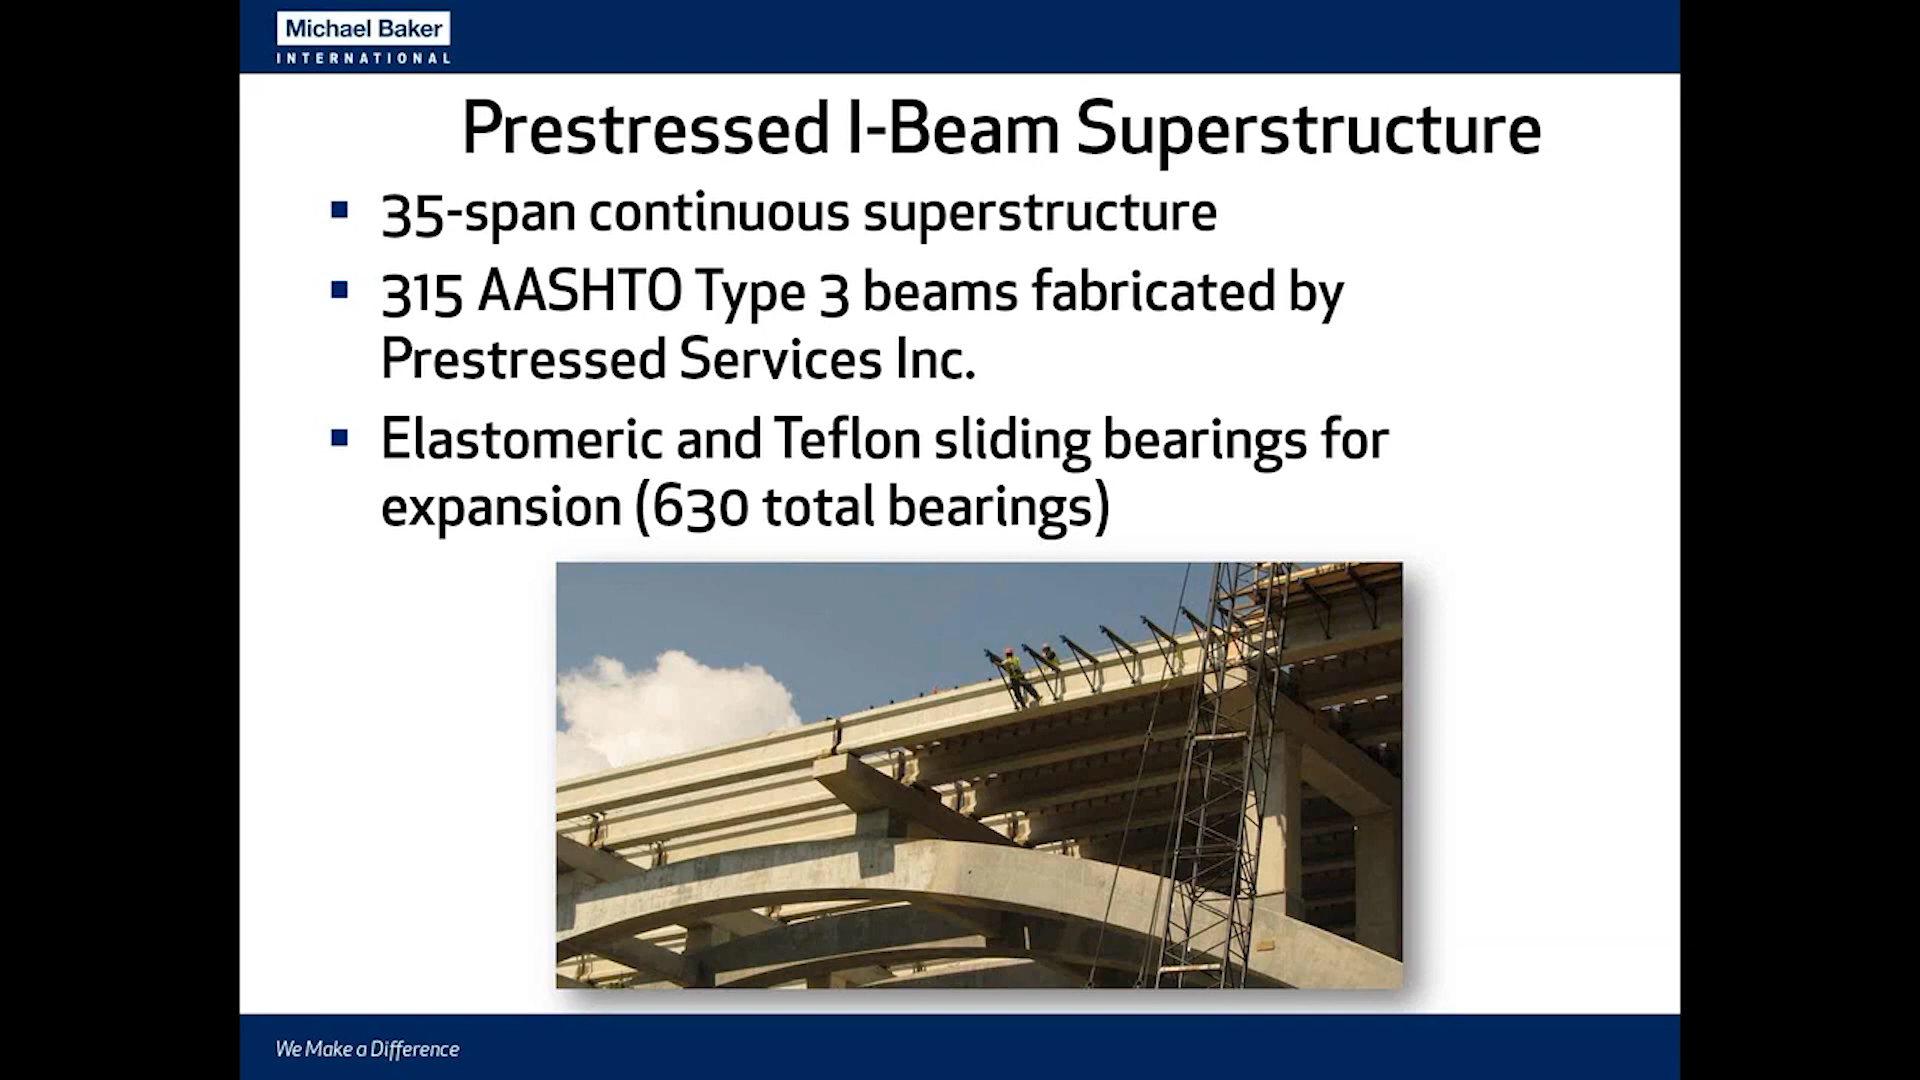 Michael Baker
INTERNATIONAL
Prestressed I-Beam Superstructure
▪ 35-span continuous superstructure
▪ 315 AASHTO Type 3 beams fabricated by
Prestressed Services Inc.
▪ Elastomeric and Teflon sliding bearings for
expansion (630 total bearings)
We Make a Difference